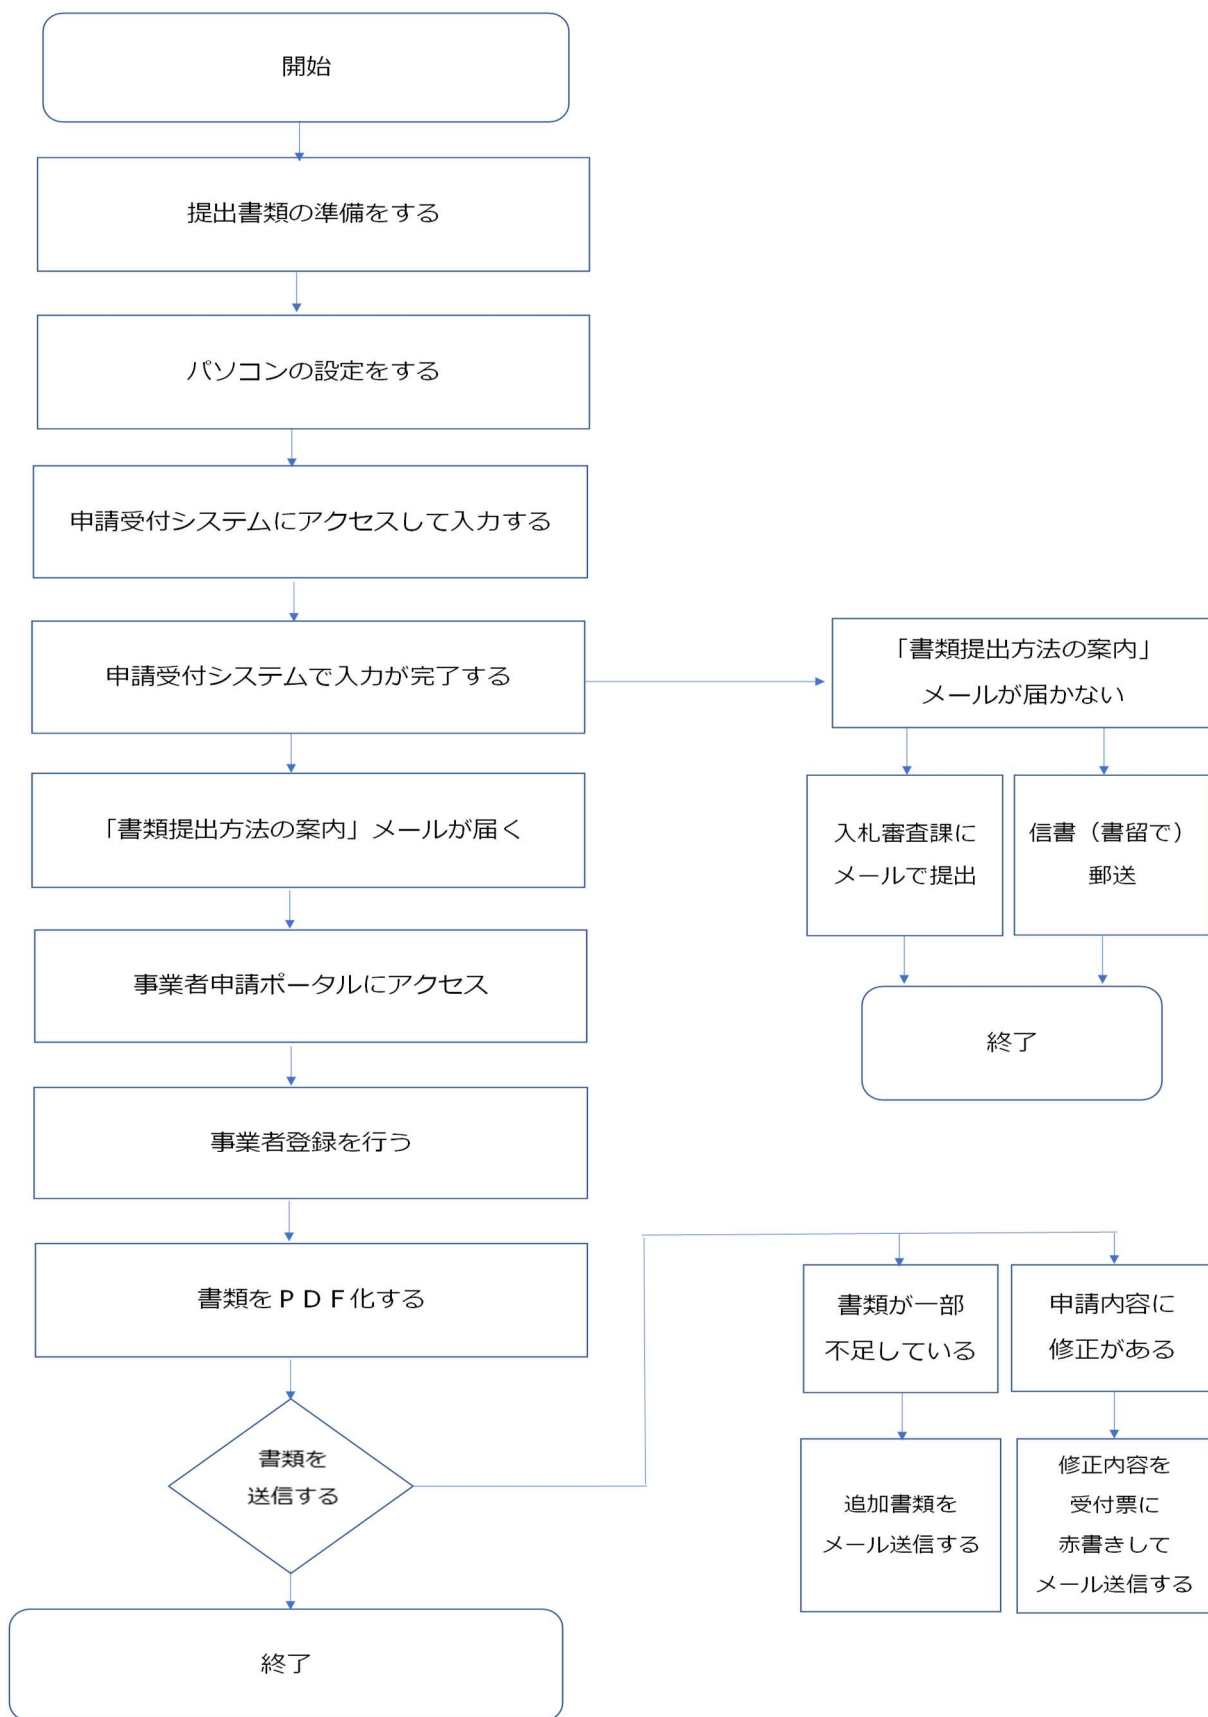 開始
提出書類の準備をする
パソコンの設定をする
申請受付システムにアクセスして入力する
申請受付システムで入力が完了する
「書類提出方法の案内」
メールが届かない
入札審査課に
メールで提出
信書（書留で）
郵送
終了
「書類提出方法の案内」メールが届く
事業者申請ポータルにアクセス
事業者登録を行う
書類をＰＤＦ化する
書類を
送信する
書類が一部
不足している
申請内容に
修正がある
追加書類を
メール送信する
修正内容を
受付票に
赤書きして
メール送信する
終了